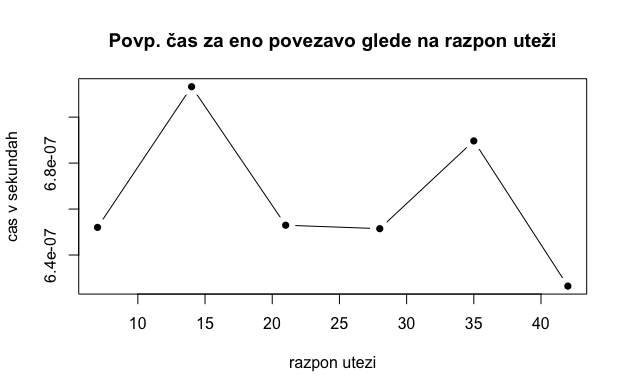 Povp. čas za eno povezavo glede na razpon uteži
cas v sekundah
6.8e-07
6.4e-07
10 15 20 25 30 35 40
razpon utezi